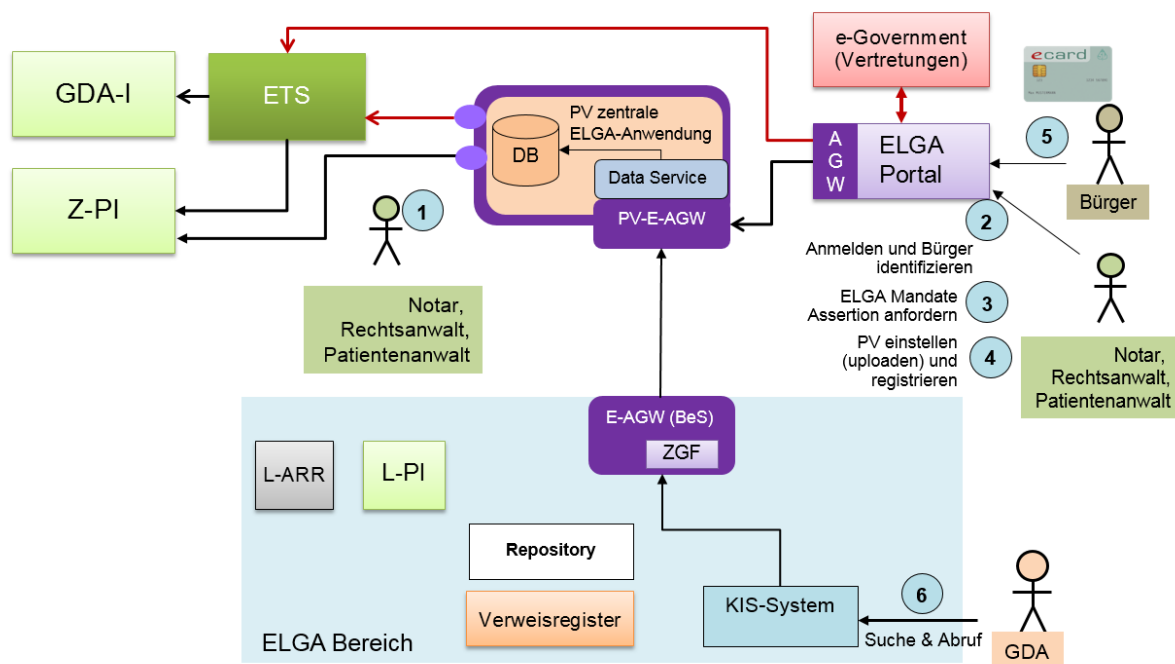 GDA-I
ETS
Z-PI
PV zentrale
ELGA-Anwendung
DB
Data Service
PV-E-AGW
e-Government
(Vertretungen)
A
G
W
ELGA
Portal
ecard
5
Bürger
1
Notar,
Rechtsanwalt,
Patientenanwalt
2
Anmelden und Bürger
identifizieren
ELGA Mandate
Assertion anfordern
3
PV einstellen
(uploaden) und
registrieren
4
Notar,
Rechtsanwalt,
Patientenanwalt
E-AGW (BeS)
ZGF
L-ARR
L-PI
Repository
Verweisregister
KIS-System
6
Suche & Abruf
GDA
ELGA Bereich